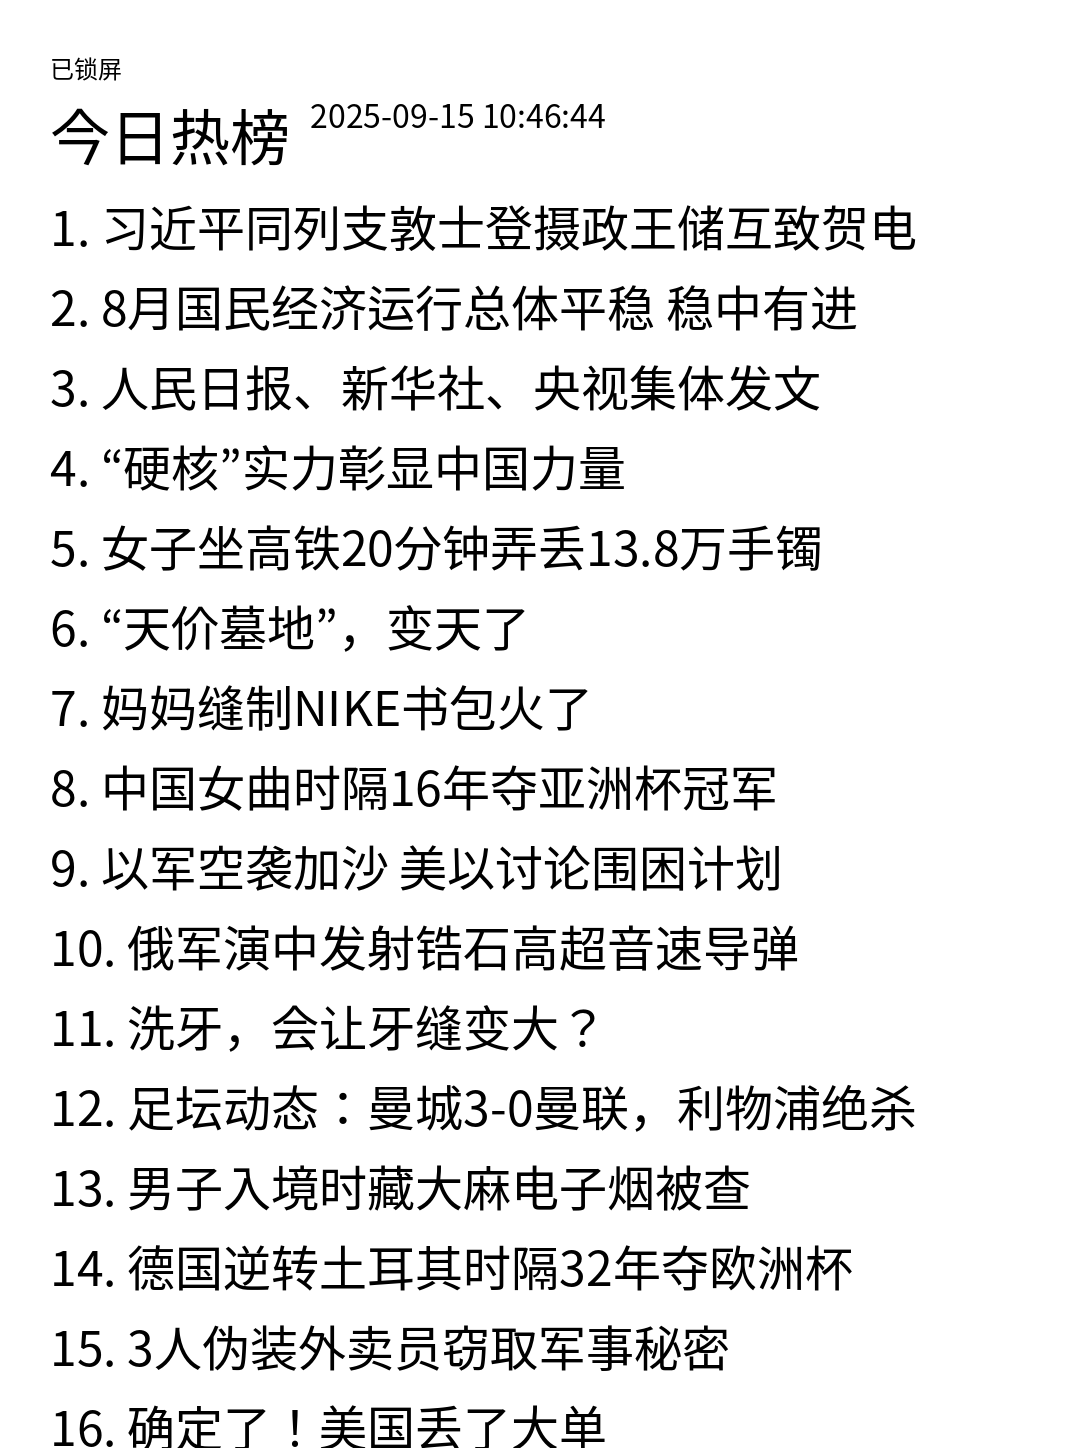 已锁屏
今日热榜 2025-09-15 10:46:44
1. 习近平同列支敦士登摄政王储互致贺电
2. 8月国民经济运行总体平稳 稳中有进
3. 人民日报、新华社、央视集体发文
4. “硬核”实力彰显中国力量
5. 女子坐高铁20分钟弄丢13.8万手镯
6. “天价墓地”，变天了
7. 妈妈缝制NIKE书包火了
8. 中国女曲时隔16年夺亚洲杯冠军
9. 以军空袭加沙 美以讨论围困计划
10. 俄军演中发射锆石高超音速导弹
11. 洗牙，会让牙缝变大？
12. 足坛动态：曼城3-0曼联，利物浦绝杀
13. 男子入境时藏大麻电子烟被查
14. 德国逆转土耳其时隔32年夺欧洲杯
15. 3人伪装外卖员窃取军事秘密
16. 确定了！美国丢了大单